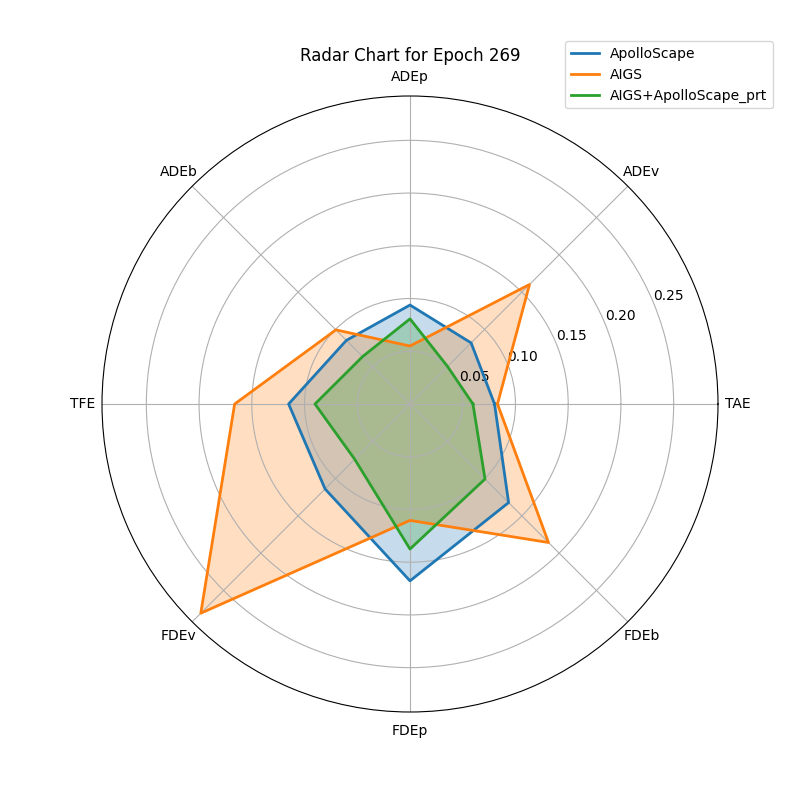 Radar Chart for Epoch 269
ApolloScape
AIGS
AIGS+ApolloScape_prt
ADEp
ADEb
ADEv
0.25
0.20
0.15
0.10
0.05
TFE
TAE
FDEv
FDEb
FDEp